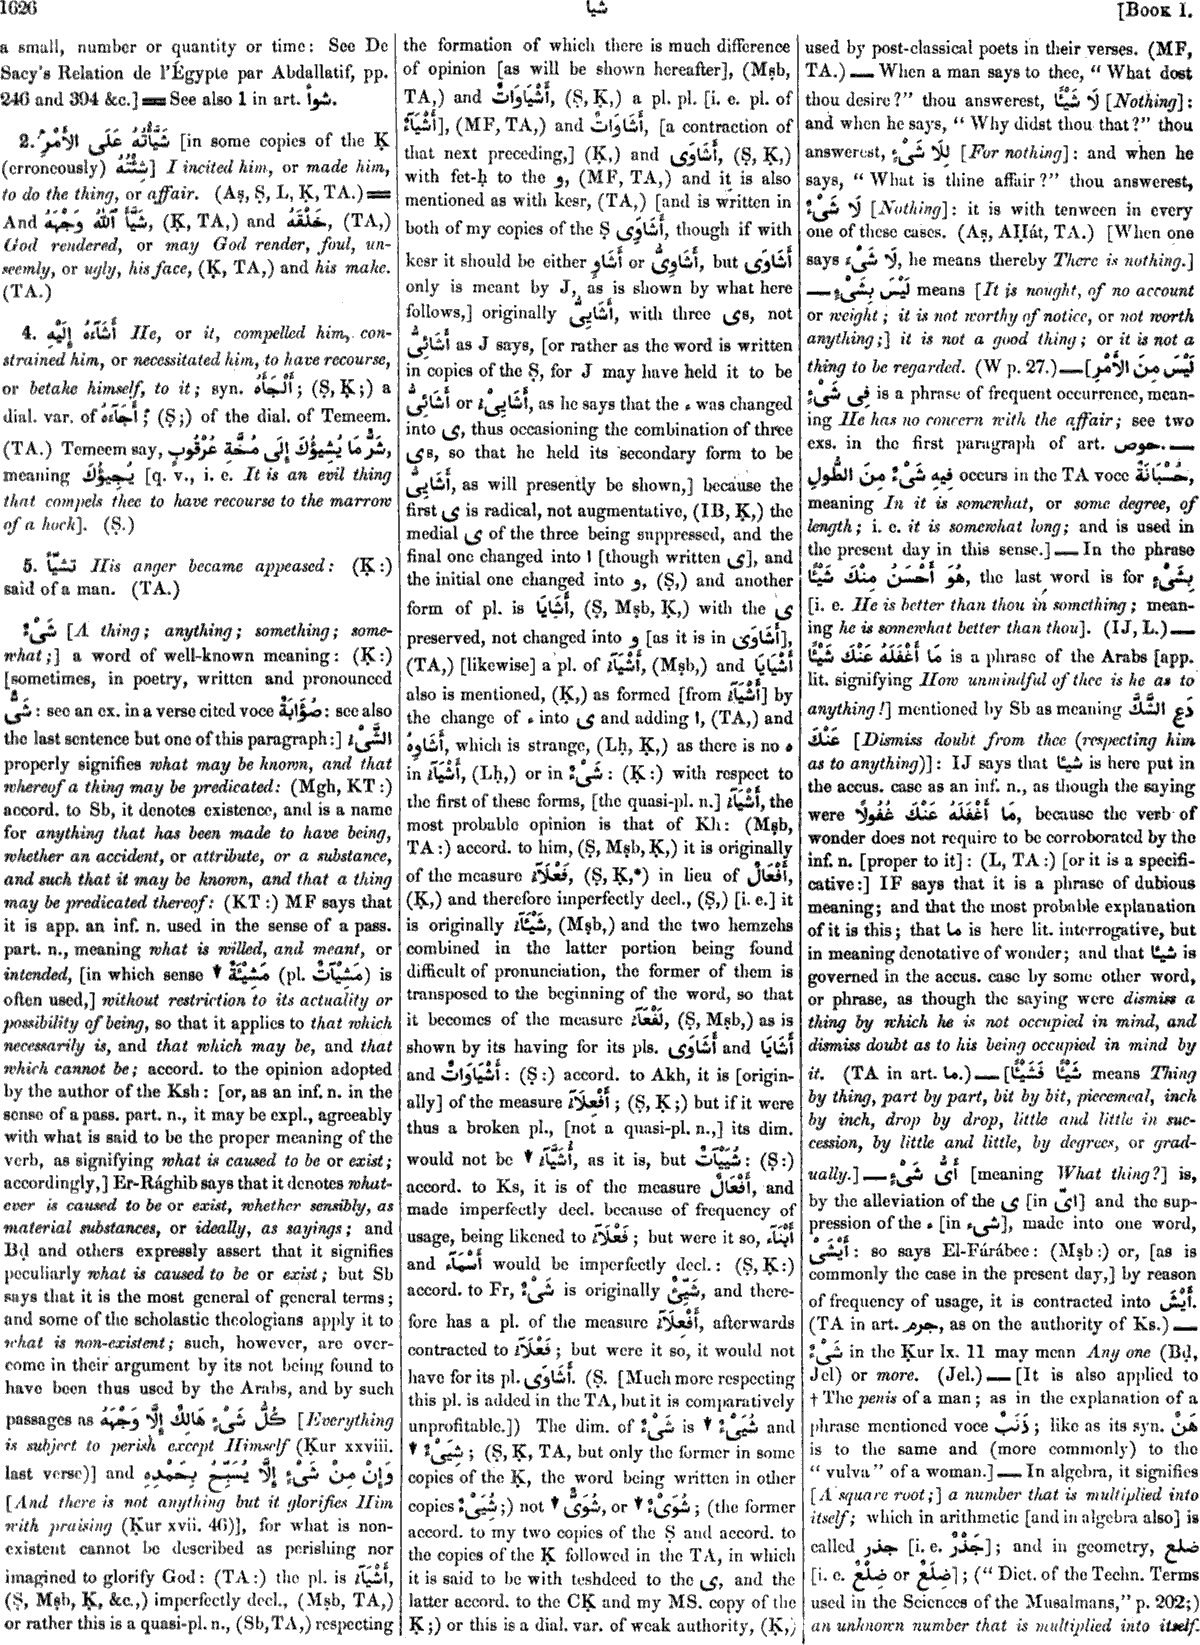 1626
شيا
[BOOK I.
a small, number or quantity or time: See De
Sacy's Relation de l'Égypte par Abdallatif, pp.
246 and 394 &c.] ══ See also 1 in art. شوأ.
2. شَيَّأْتُهُ عَلَى الأَمْرِ [in some copies of the Ḳ
(erroneously) شِئْتُهُ] I incited him, or made him,
to do the thing, or affair. (Aṣ, Ṣ, L, Ḳ, TA.) ══
And شَيَّأَ ٱللّٰهُ وَجْهَهُ, (Ḳ, TA,) and خَلْقَهُ, (TA,)
God rendered, or may God render, foul, un-
seemly, or ugly, his face, (Ḳ, TA,) and his make.
(TA.)
4. أَشَآءَهُ إِلَيْهِ He, or it, compelled him, con-
strained him, or necessitated him, to have recourse,
or betake himself, to it; syn. أَلْجَأَهُ; (Ṣ, Ḳ;) a
dial. var. of أَجَآءَهُ; (Ṣ;) of the dial. of Temeem.
(TA.) Temeem say, شَرٌّ مَا يُشِيؤُكَ إِلَى مُخَّةِ عُرْقُوبٍ,
meaning يُجِيؤُكَ [q. v., i. e. It is an evil thing
that compels thee to have recourse to the marrow
of a hock]. (Ṣ.)
5. تشيّأ His anger became appeased: (Ḳ:)
said of a man. (TA.)
شَىْءٌ [A thing; anything; something; some-
what;] a word of well-known meaning: (Ḳ:)
[sometimes, in poetry, written and pronounced
شَىٌّ: see an ex. in a verse cited voce صُؤَابَةٌ: see also
the last sentence but one of this paragraph:] الشَّىْءُ
properly signifies what may be known, and that
whereof a thing may be predicated: (Mgh, KT:)
accord. to Sb, it denotes existence, and is a name
for anything that has been made to have being,
whether an accident, or attribute, or a substance,
and such that it may be known, and that a thing
may be predicated thereof: (KT:) MF says that
it is app. an inf. n. used in the sense of a pass.
part. n., meaning what is willed, and meant, or
intended, [in which sense ▼ مَشِيْئَةٌ (pl. مَشِيْآتٌ) is
often used,] without restriction to its actuality or
possibility of being, so that it applies to that which
necessarily is, and that which may be, and that
which cannot be; accord. to the opinion adopted
by the author of the Ksh: [or, as an inf. n. in the
sense of a pass. part. n., it may be expl., agreeably
with what is said to be the proper meaning of the
verb, as signifying what is caused to be or exist;
accordingly,] Er-Rághib says that it denotes what-
ever is caused to be or exist, whether sensibly, as
material substances, or ideally, as sayings; and
Bḍ and others expressly assert that it signifies
peculiarly what is caused to be or exist; but Sb
says that it is the most general of general terms;
and some of the scholastic theologians apply it to
what is non-existent; such, however, are over-
come in their argument by its not being found to
have been thus used by the Arabs, and by such
passages as كُلُّ شَىْءٍ هَالِكٌ إِلَّا وَجْهَهُ [Everything
is subject to perish except Himself (Ḳur xxviii.
last verse)] and وَإِنْ مِنْ شَىْءٍ إِلَّا يُسَبِّحُ بِحَمْدِهِ
[And there is not anything but it glorifies Him
with praising (Ḳur xvii. 46)], for what is non-
existent cannot be described as perishing nor
imagined to glorify God: (TA:) the pl. is أَشْيَآءُ,
(Ṣ, Mṣb, Ḳ, &c.,) imperfectly decl., (Mṣb, TA,)
or rather this is a quasi-pl. n., (Sb, TA,) respecting
the formation of which there is much difference
of opinion [as will be shown hereafter], (Mṣb,
TA,) and أَشْيَاوَاتٌ, (Ṣ, Ḳ,) a pl. pl. [i. e. pl. of
أَشْيَآءُ], (MF, TA,) and أَشَاوَاتٌ, [a contraction of
that next preceding,] (Ḳ,) and أَشَاوَى, (Ṣ, Ḳ,)
with fet-ḥ to the و, (MF, TA,) and it is also
mentioned as with kesr, (TA,) [and is written in
both of my copies of the Ṣ أَشَاوِى, though if with
kesr it should be either أَشَاوٍ or أَشَاوِىُّ, but أَشَاوَى
only is meant by J, as is shown by what here
follows,] originally أَشَايِىُّ, with three ىs, not
أَشَائِىُّ as J says, [or rather as the word is written
in copies of the Ṣ, for J may have held it to be
أَشَائِىُّ or أَشَايِىْءُ, as he says that the ء was changed
into ى, thus occasioning the combination of three
ىs, so that he held its secondary form to be
أَشَايِىُّ, as will presently be shown,] because the
first ى is radical, not augmentative, (IB, Ḳ,) the
medial ى of the three being suppressed, and the
final one changed into ا [though written ى], and
the initial one changed into و, (Ṣ,) and another
form of pl. is أَشَايَا, (Ṣ, Mṣb, Ḳ,) with the ى
preserved, not changed into و [as it is in أَشَاوَى],
(TA,) [likewise] a pl. of أَشْيَآءُ, (Mṣb,) and أَشْيَايَا
also is mentioned, (Ḳ,) as formed [from أَشْيَآءُ] by
the change of ء into ى and adding ا, (TA,) and
أَشَاوِهُ, which is strange, (Lḥ, Ḳ,) as there is no ه
in أَشْيَآءُ, (Lḥ,) or in شَىْءٌ: (Ḳ:) with respect to
the first of these forms, [the quasi-pl. n.] أَشْيَآءُ, the
most probable opinion is that of Kh: (Mṣb,
TA:) accord. to him, (Ṣ, Mṣb, Ḳ,) it is originally
of the measure فَعْلَآءُ, (Ṣ, Ḳ,*) in lieu of أَفْعَالٌ,
(Ḳ,) and therefore imperfectly decl., (Ṣ,) [i. e.] it
is originally شَيْئَآءُ, (Mṣb,) and the two hemzehs
combined in the latter portion being found
difficult of pronunciation, the former of them is
transposed to the beginning of the word, so that
it becomes of the measure لَفْعَآءُ, (Ṣ, Mṣb,) as is
shown by its having for its pls. أَشَاوَى and أَشَايَا
and أَشْيَاوَاتٌ: (Ṣ:) accord. to Akh, it is [origin-
ally] of the measure أَفْعِلَآءُ; (Ṣ, Ḳ;) but if it were
thus a broken pl., [not a quasi-pl. n.,] its dim.
would not be ▼ أُشَيَّآءُ, as it is, but شُيَيْآتٌ: (Ṣ:)
accord. to Ks, it is of the measure أَفْعَالٌ, and
made imperfectly decl. because of frequency of
usage, being likened to فَعْلَآءُ; but were it so, أَبْنَآء
and أَسْمَآء would be imperfectly decl.: (Ṣ, Ḳ:)
accord. to Fr, شَىْءٌ is originally شَيِّئٌ, and there-
fore has a pl. of the measure أَفْعِلَآءُ, afterwards
contracted to فَعْلَآءُ; but were it so, it would not
have for its pl. أَشَاوَى. (Ṣ. [Much more respecting
this pl. is added in the TA, but it is comparatively
unprofitable.]) The dim. of شَىْءٌ is ▼ شُيَىْءٌ and
▼ شِيَىْءٌ; (Ṣ, Ḳ, TA, but only the former in some
copies of the Ḳ, the word being written in other
copies شُيَىْءٌ;) not ▼ شُوَىٌّ, or ▼ شُوَىْءٌ; (the former
accord. to my two copies of the Ṣ and accord. to
the copies of the Ḳ followed in the TA, in which
it is said to be with teshdeed to the ى, and the
latter accord. to the CḲ and my MS. copy of the
Ḳ;) or this is a dial. var. of weak authority, (Ḳ,)
used by post-classical poets in their verses. (MF,
TA.) — When a man says to thee, “What dost
thou desire?” thou answerest, لَا شَيْئًا [Nothing]:
and when he says, “Why didst thou that?” thou
answerest, لِلَا شَىْءٍ [For nothing]: and when he
says, “What is thine affair?” thou answerest,
لَا شَىْءٌ [Nothing]: it is with tenween in every
one of these cases. (Aṣ, AḤát, TA.) [When one
says لَا شَىْءَ, he means thereby There is nothing.]
— لَيْسَ بِشَىْءٍ means [It is nought, of no account
or weight; it is not worthy of notice, or not worth
anything;] it is not a good thing; or it is not a
thing to be regarded. (W p. 27.) — [لَيْسَ مِنَ الأَمْرِ
فِى شَىْءٍ is a phrase of frequent occurrence, mean-
ing He has no concern with the affair; see two
exs. in the first paragraph of art. حوص. —
فِيهِ شَىْءٌ مِنَ الطُّولِ occurs in the TA voce حُسْبَانَةٌ,
meaning In it is somewhat, or some degree, of
length; i. e. it is somewhat long; and is used in
the present day in this sense.] — In the phrase
هُوَ أَحْسَنُ مِنْكَ شَيْئًا, the last word is for بِشَىْءٍ
[i. e. He is better than thou in something; mean-
ing he is somewhat better than thou]. (IJ, L.) —
مَا أَغْفَلَهُ عَنْكَ شَيْئًا is a phrase of the Arabs [app.
lit. signifying How unmindful of thee is he as to
anything!] mentioned by Sb as meaning دَعِ الشَّكَّ
عَنْكَ [Dismiss doubt from thee (respecting him
as to anything)]: IJ says that شيئا is here put in
the accus. case as an inf. n., as though the saying
were مَا أَغْفَلَهُ عَنْكَ غُفُولًا, because the verb of
wonder does not require to be corroborated by the
inf. n. [proper to it]: (L, TA:) [or it is a specifi-
cative:] IF says that it is a phrase of dubious
meaning; and that the most probable explanation
of it is this; that ما is here lit. interrogative, but
in meaning denotative of wonder; and that شيئا is
governed in the accus. case by some other word,
or phrase, as though the saying were dismiss a
thing by which he is not occupied in mind, and
dismiss doubt as to his being occupied in mind by
it. (TA in art. ما.) — [شَيْئًا فَشَيْئًا means Thing
by thing, part by part, bit by bit, piecemeal, inch
by inch, drop by drop, little and little in suc-
cession, by little and little, by degrees, or grad-
ually.] — أَىُّ شَىْءٍ [meaning What thing?] is,
by the alleviation of the ى [in اىّ] and the sup-
pression of the ء [in شىء], made into one word,
أَيْشَىْ: so says El-Fárábee: (Mṣb:) or, [as is
commonly the case in the present day,] by reason
of frequency of usage, it is contracted into أَيْشَ.
(TA in art. جرم, as on the authority of Ks.) —
شَىْءٌ in the Ḳur lx. 11 may mean Any one (Bḍ,
Jel) or more. (Jel.) — [It is also applied to
† The penis of a man; as in the explanation of a
phrase mentioned voce ذَنَبٌ; like as its syn. هَنٌ
is to the same and (more commonly) to the
“vulva” of a woman.] — In algebra, it signifies
[A square root;] a number that is multiplied into
itself; which in arithmetic [and in algebra also] is
called جذر [i. e. جَذْرٌ]; and in geometry, ضلع
[i. e. ضِلَعٌ or ضِلْعٌ]; (“Dict. of the Techn. Terms
used in the Sciences of the Musalmans,” p. 202;)
an unknown number that is multiplied into itself.